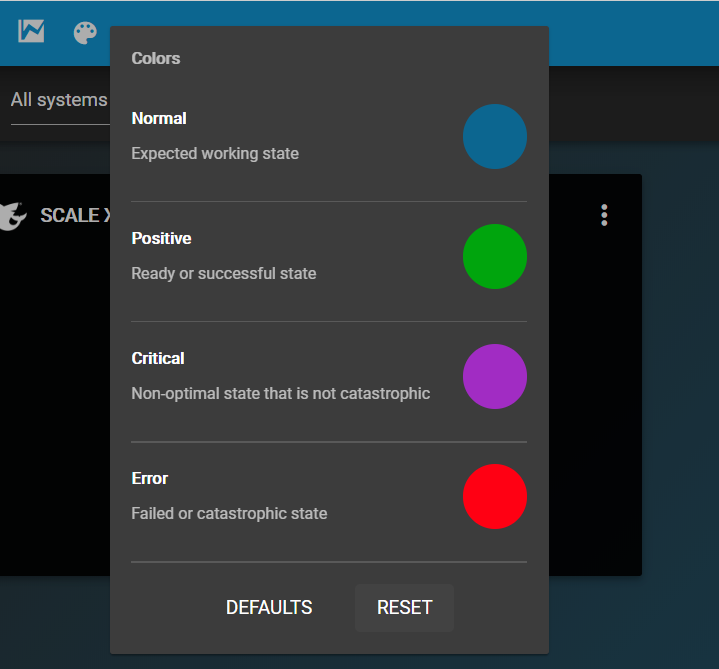 Colors
All systems
Normal
Expected working state
SCALE
Positive
Ready or successful state
Critical
Non-optimal state that is not catastrophic
Error
Failed or catastrophic state
DEFAULTS
RESET